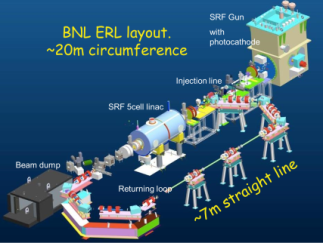 BNL ERL layout.
~20m circumference
SRF Gun
with
photocathode
Injection line
SRF 5cell linac
Beam dump
Returning loop
~7m straight line